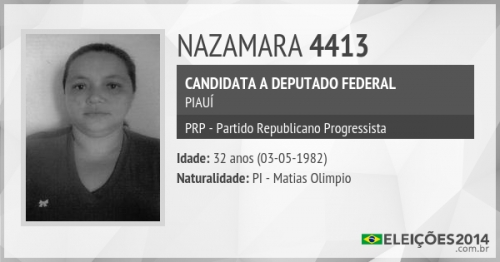 NAZAMARA 4413
CANDIDATA A DEPUTADO FEDERAL
PIAUÍ
PRP - Partido Republicano Progressista
Idade: 32 anos (03-05-1982)
Naturalidade: PI - Matias Olimpio
ELEIÇÕES2014
.com.br